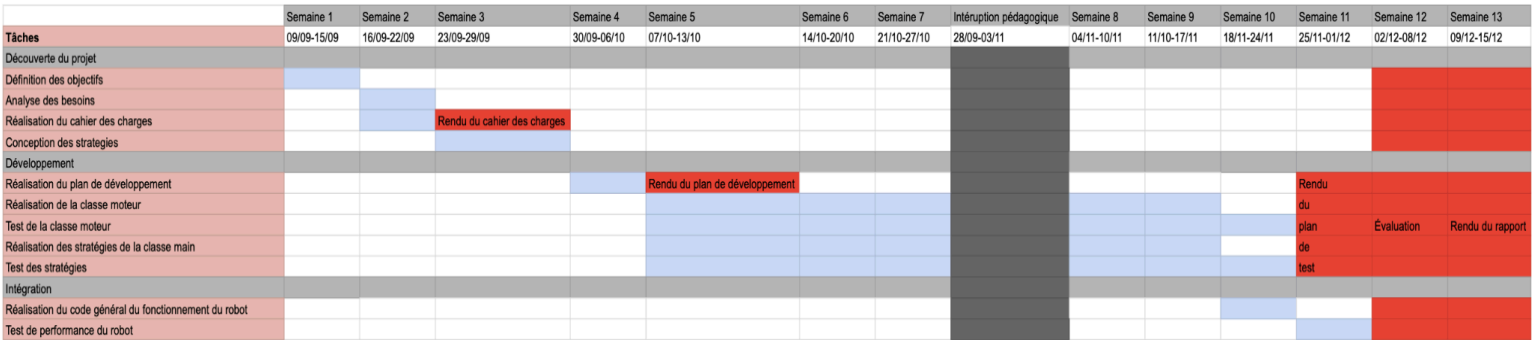 Semaine 1 Semaine 2 Semaine 3 Semaine 4 Semaine 5 Semaine 6 Semaine 7 Intéruption pédagogique Semaine 8 Semaine 9 Semaine 10 Semaine 11 Semaine 12 Semaine 13
Tâches 09/09-15/09 16/09-22/09 23/09-29/09 30/09-06/10 07/10-13/10 14/10-20/10 21/10-27/10 28/09-03/11 04/11-10/11 11/10-17/11 18/11-24/11 25/11-01/12 02/12-08/12 09/12-15/12
Découverte du projet
Définition des objectifs
Analyse des besoins
Réalisation du cahier des charges Rendu du cahier des charges
Conception des strategies
Développement
Réalisation du plan de développement Rendu du plan de développement Rendu
Réalisation de la classe moteur du
Test de la classe moteur plan Évaluation Rendu du rapport
Réalisation des stratégies de la classe main de
Test des stratégies test
Intégration
Réalisation du code général du fonctionnement du robot
Test de performance du robot